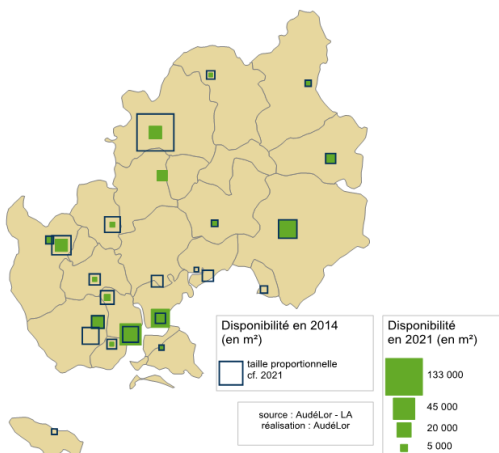 Disponibilité en 2014
(en m²)
taille proportionnelle
cf. 2021
source : AudéLor - LA
réalisation : AudéLor
Disponibilité
en 2021 (en m²)
133 000
45 000
20 000
5 000